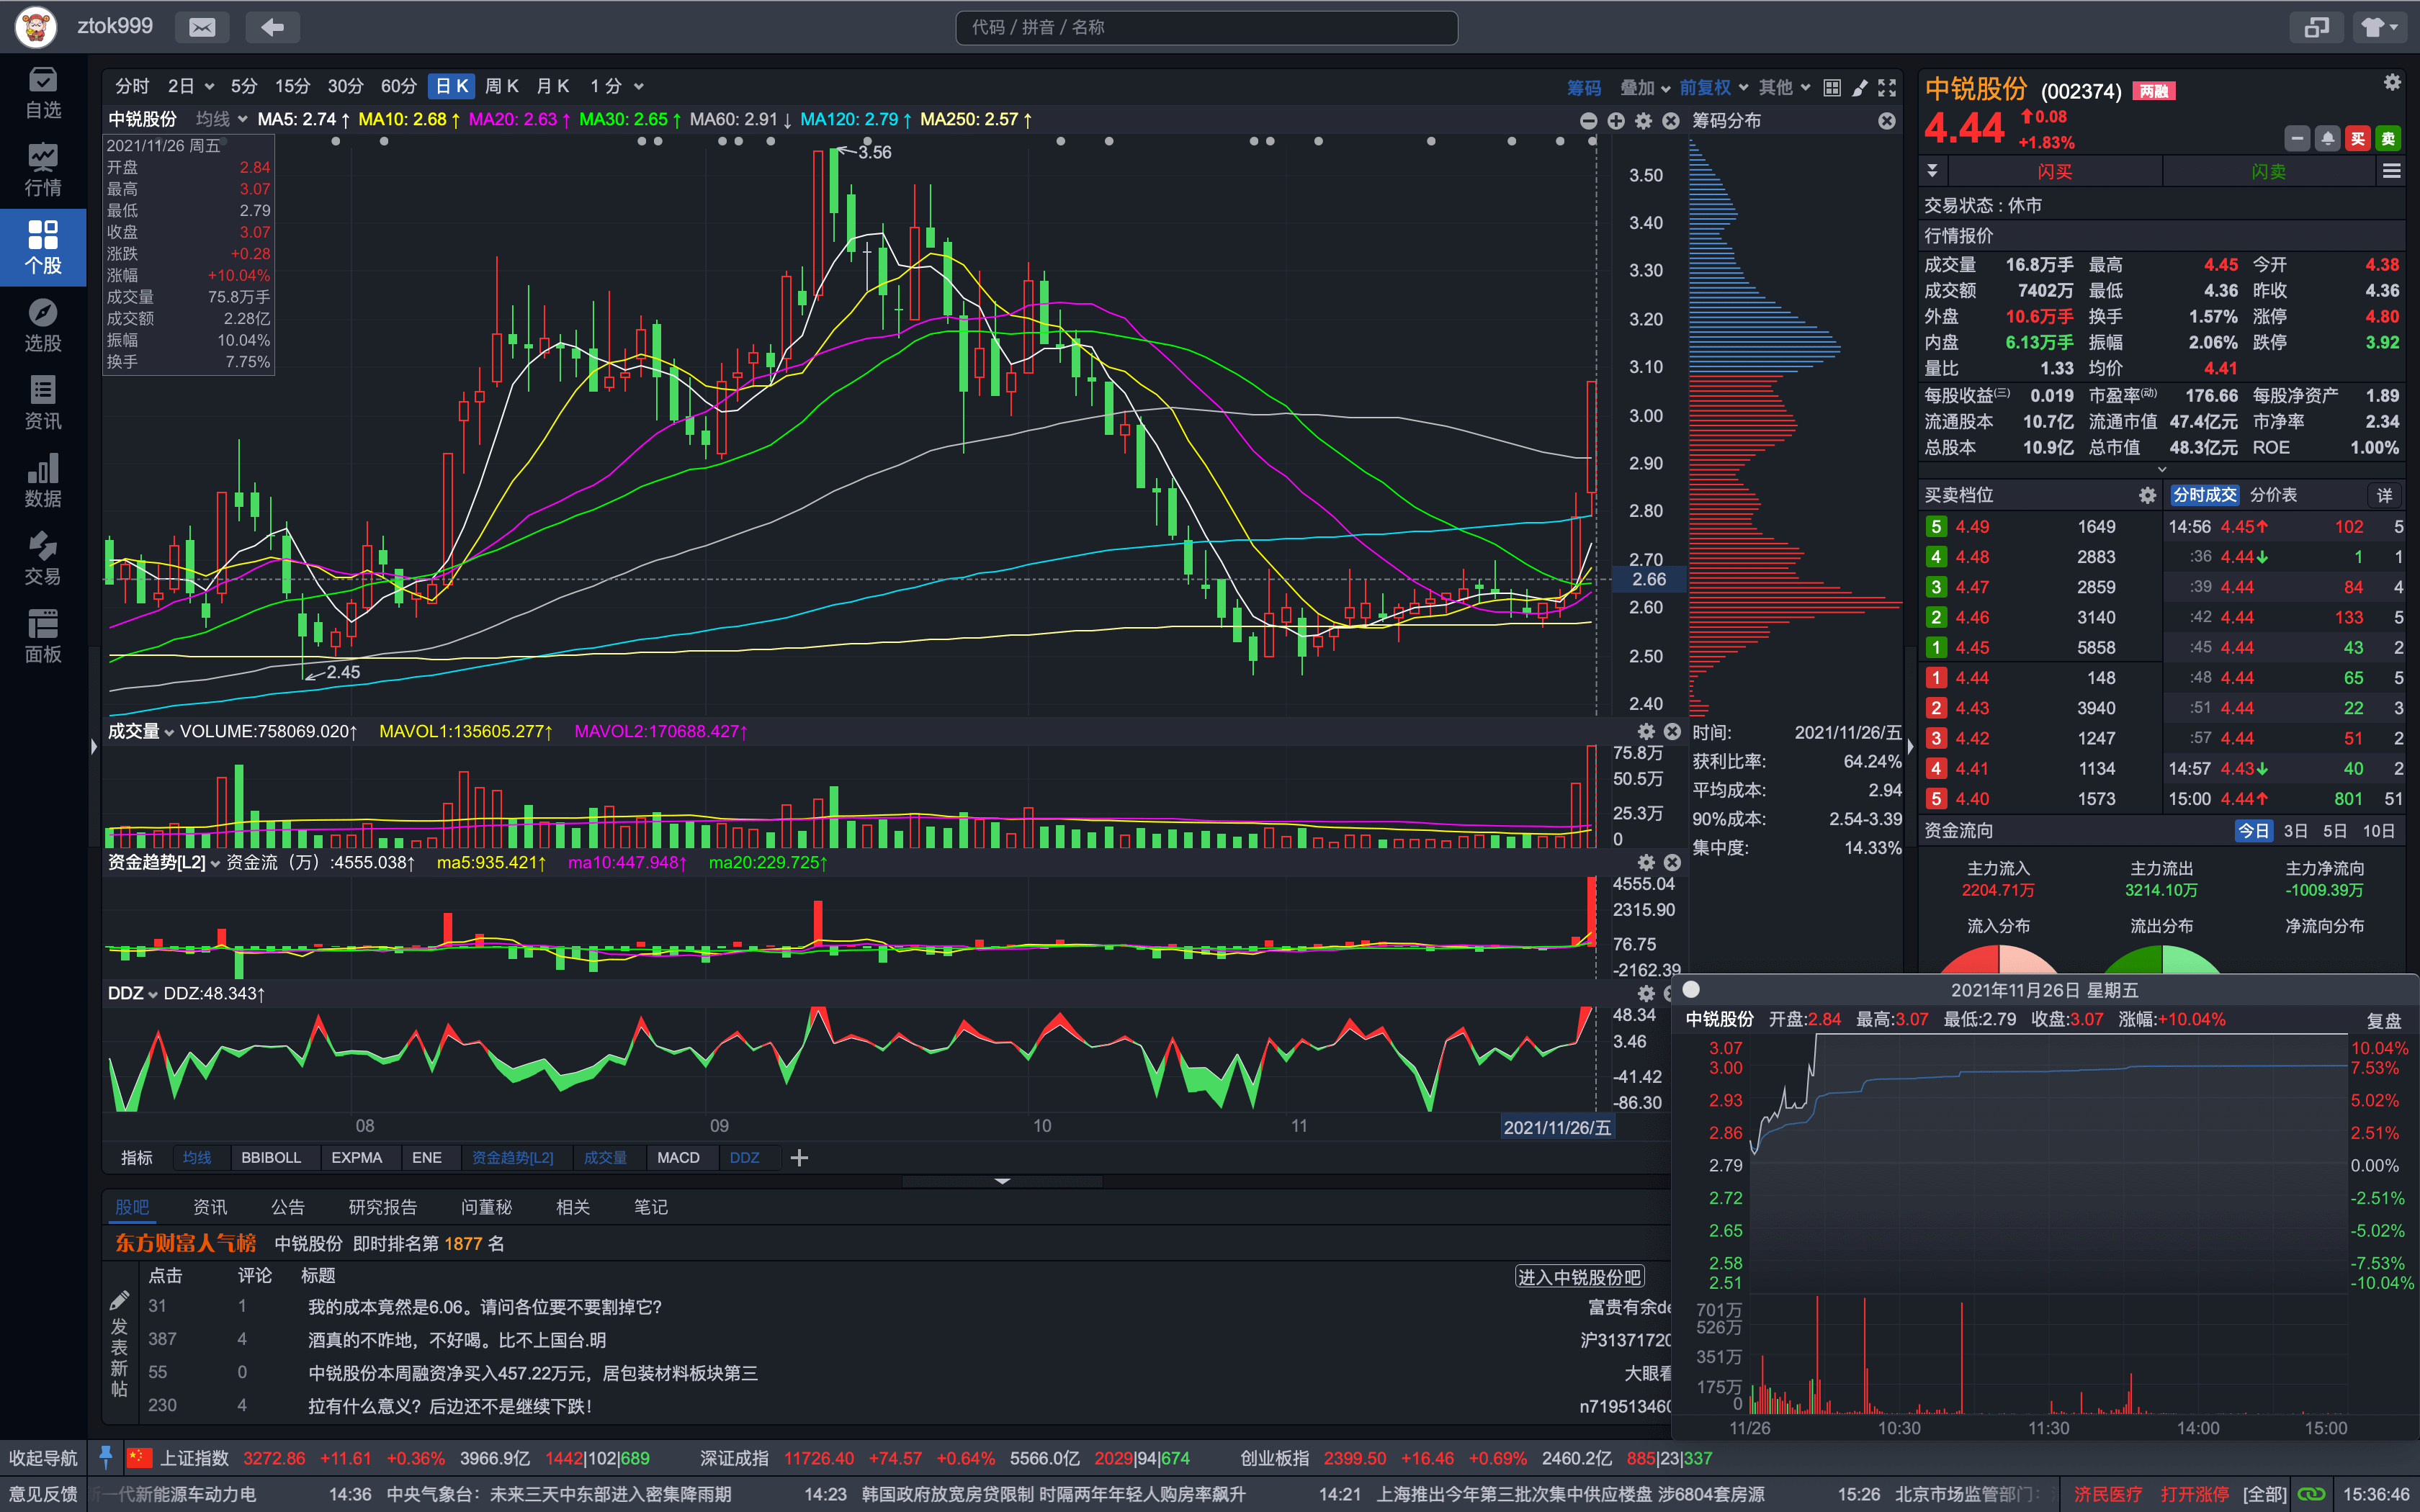 ztok999
代码 / 拼音 / 名称
自选
行情
个股
选股
资讯
数据
交易
面板
分时 2日 5分 15分 30分 60分 日K 周K 月K 1分 筹码 叠加 前复权 其他
中锐股份 均线 MA5: 2.74↑ MA10: 2.68↑ MA20: 2.63↑ MA30: 2.65↑ MA60: 2.91↓ MA120: 2.79↑ MA250: 2.57↑
2021/11/26 周五
开盘 2.84
最高 3.07
最低 2.79
收盘 3.07
涨跌 +0.28
涨幅 +10.04%
成交量 75.8万手
成交额 2.28亿
振幅 10.04%
换手 7.75%
3.56
2.45
3.50
3.40
3.30
3.20
3.10
3.00
2.90
2.80
2.70
2.66
2.60
2.50
2.40
筹码分布
时间: 2021/11/26/五
获利比率: 64.24%
平均成本: 2.94
90%成本: 2.54-3.39
集中度: 14.33%
成交量 VOLUME:758069.020↑ MAVOL1:135605.277↑ MAVOL2:170688.427↑
75.8万
50.5万
25.3万
0
资金趋势[L2] 资金流（万）:4555.038↑ ma5:935.421↑ ma10:447.948↑ ma20:229.725↑
4555.04
2315.90
76.75
-2162.39
DDZ DDZ:48.343↑
48.34
3.46
-41.42
-86.30
08 09 10 11 2021/11/26/五
指标 均线 BBIBOLL EXPMA ENE 资金趋势[L2] 成交量 MACD DDZ
股吧 资讯 公告 研究报告 问董秘 相关 笔记
东方财富人气榜 中锐股份 即时排名第 1877 名
点击 评论 标题 进入中锐股份吧
发表新帖
31 1 我的成本竟然是6.06。请问各位要不要割掉它? 富贵有余de
387 4 酒真的不咋地，不好喝。比不上国台.明 沪31371720
55 0 中锐股份本周融资净买入457.22万元，居包装材料板块第三 大眼看
230 4 拉有什么意义？后边还不是继续下跌！ n719513460
中锐股份 (002374) 两融
4.44 0.08
+1.83%
买 卖
闪买 闪卖
交易状态 : 休市
行情报价
成交量 16.8万手 最高 4.45 今开 4.38
成交额 7402万 最低 4.36 昨收 4.36
外盘 10.6万手 换手 1.57% 涨停 4.80
内盘 6.13万手 振幅 2.06% 跌停 3.92
量比 1.33 均价 4.41
每股收益(三) 0.019 市盈率(动) 176.66 每股净资产 1.89
流通股本 10.7亿 流通市值 47.4亿元 市净率 2.34
总股本 10.9亿 总市值 48.3亿元 ROE 1.00%
买卖档位
5 4.49 1649
4 4.48 2883
3 4.47 2859
2 4.46 3140
1 4.45 5858
1 4.44 148
2 4.43 3940
3 4.42 1247
4 4.41 1134
5 4.40 1573
分时成交 分价表 详
14:56 4.45↑ 102 5
:36 4.44↓ 1 1
:39 4.44 84 4
:42 4.44 133 5
:45 4.44 43 2
:48 4.44 65 5
:51 4.44 22 3
:57 4.44 51 2
14:57 4.43↓ 40 2
15:00 4.44↑ 801 51
资金流向 今日 3日 5日 10日
主力流入 主力流出 主力净流向
2204.71万 3214.10万 -1009.39万
流入分布 流出分布 净流向分布
2021年11月26日 星期五
中锐股份 开盘:2.84 最高:3.07 最低:2.79 收盘:3.07 涨幅:+10.04%
复盘
3.07 10.04%
3.00 7.53%
2.93 5.02%
2.86 2.51%
2.79 0.00%
2.72 -2.51%
2.65 -5.02%
2.58 -7.53%
2.51 -10.04%
701万
526万
351万
175万
0
11/26 10:30 11:30 14:00 15:00
收起导航 上证指数 3272.86 +11.61 +0.36% 3966.9亿 1442|102|689 深证成指 11726.40 +74.57 +0.64% 5566.0亿 2029|94|674 创业板指 2399.50 +16.46 +0.69% 2460.2亿 885|23|337
意见反馈 一代新能源车动力电 14:36 中央气象台：未来三天中东部进入密集降雨期 14:23 韩国政府放宽房贷限制 时隔两年年轻人购房率飙升 14:21 上海推出今年第三批次集中供应楼盘 涉6804套房源 15:26 北京市场监管部门： 济民医疗 打开涨停 [全部] 15:36:46